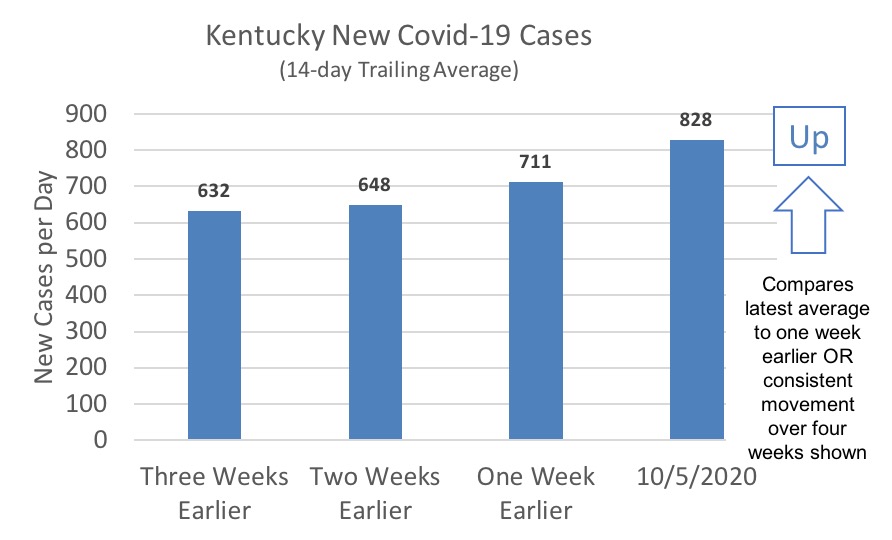 Kentucky New Covid-19 Cases
(14-day Trailing Average)
New Cases per Day
900
800
700
600
500
400
300
200
100
0
632
648
711
828
Three Weeks
Earlier
Two Weeks
Earlier
One Week
Earlier
10/5/2020
Up
Compares
latest average
to one week
earlier OR
consistent
movement
over four
weeks shown